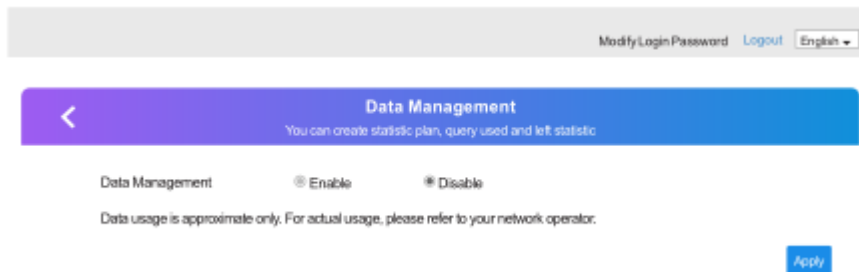 Modify Login Password Logout English
Data Management
You can create statistic plan, query used and left statistic
Data Management Enable Disable
Data usage is approximate only. For actual usage, please refer to your network operator.
Apply